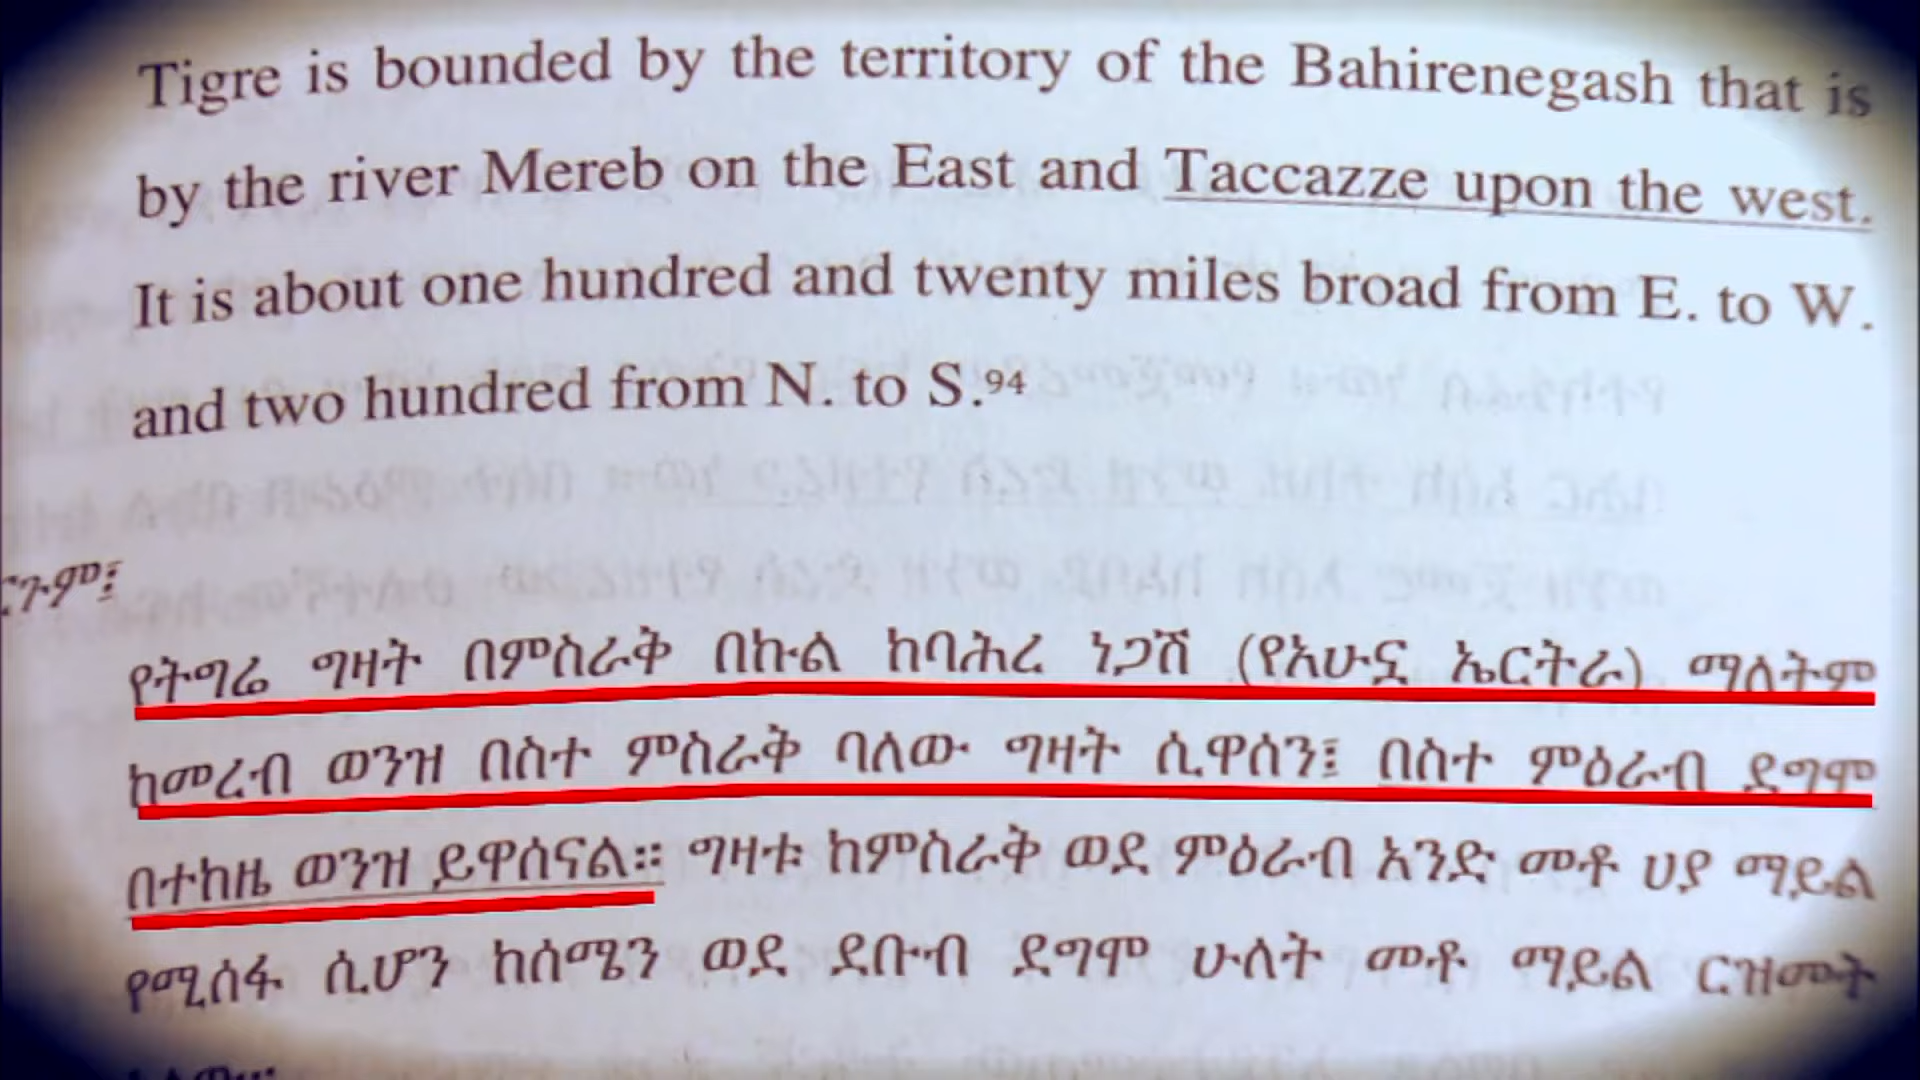 Tigre is bounded by the territory of the Bahirenegash that is
by the river Mereb on the East and Taccazze upon the west.
It is about one hundred and twenty miles broad from E. to W.
and two hundred from N. to S.94
ርጉም፤
የትግሬ ግዛት በምስራቅ በኩል ከባሕረ ነጋሽ (የአሁኗ ኤርትራ) ማለትም
ከመረብ ወንዝ በስተ ምስራቅ ባለው ግዛት ሲዋሰን፤ በስተ ምዕራብ ደግሞ
በተከዜ ወንዝ ይዋሰናል። ግዛቱ ከምስራቅ ወደ ምዕራብ አንድ መቶ ሀያ ማይል
የሚሰፋ ሲሆን ከሰሜን ወደ ደቡብ ደግሞ ሁለት መቶ ማይል ርዝመት